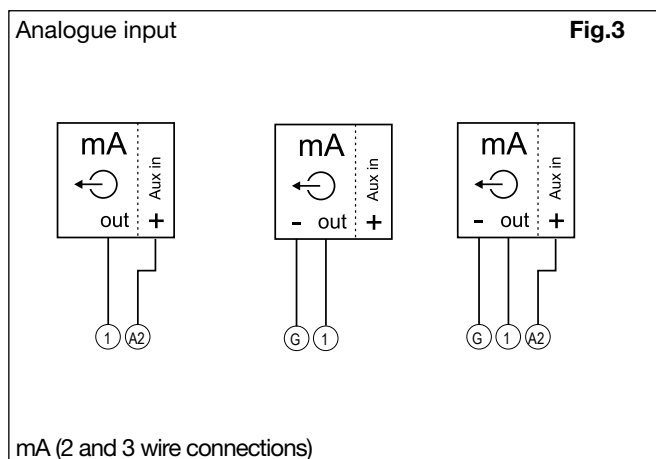 Analogue input Fig.3
mA mA mA
Aux in Aux in Aux in
out + - out + - out +
1 A2 G 1 G 1 A2
mA (2 and 3 wire connections)